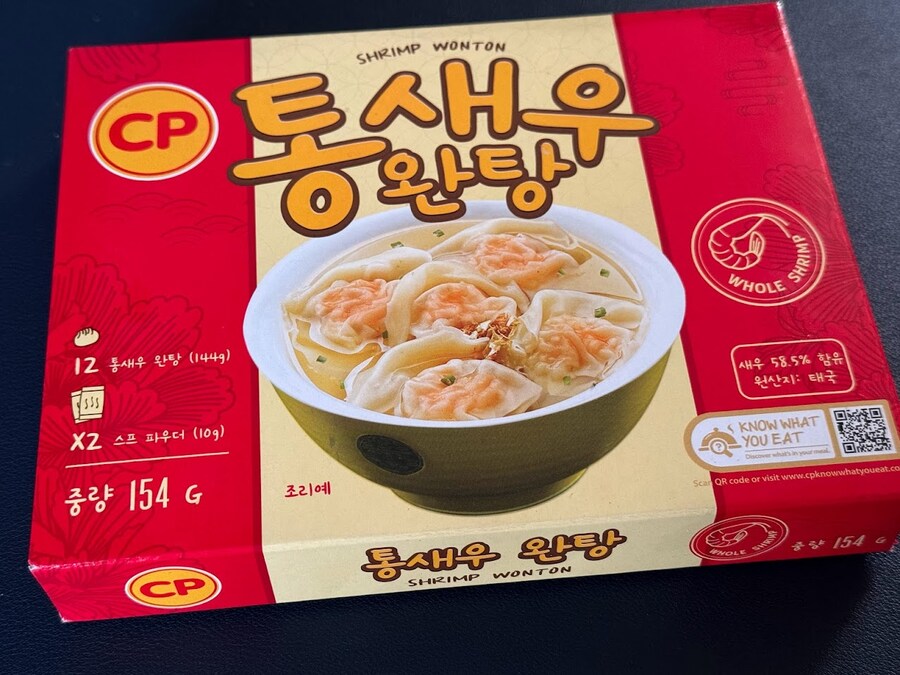 SHRIMP WONTON
CP
통새우
완탕
WHOLE SHRIMP
12 통새우 완탕 (144g)
X2 스프 파우더 (10g)
중량 154 G
새우 58.5% 함유
원산지: 태국
KNOW WHAT
YOU EAT
Discover what's in your meal.
Scan QR code or visit www.cpknowwhatyoueat.co
조리예
CP
통새우 완탕
SHRIMP WONTON
WHOLE SHRIMP
중량 154 G